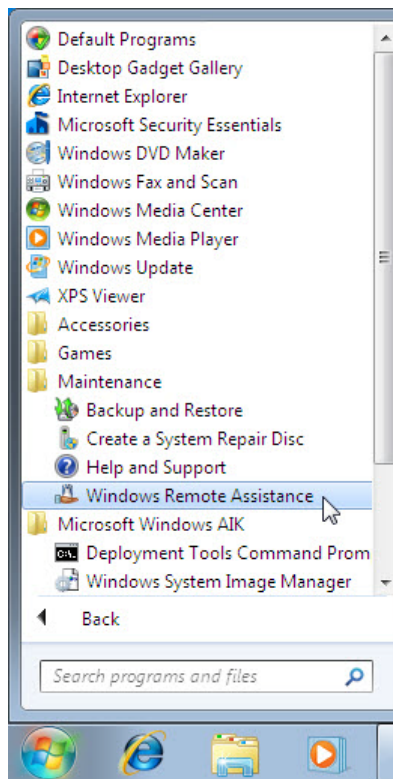 Default Programs
Desktop Gadget Gallery
Internet Explorer
Microsoft Security Essentials
Windows DVD Maker
Windows Fax and Scan
Windows Media Center
Windows Media Player
Windows Update
XPS Viewer
Accessories
Games
Maintenance
Backup and Restore
Create a System Repair Disc
Help and Support
Windows Remote Assistance
Microsoft Windows AIK
Deployment Tools Command Prom
Windows System Image Manager
Back
Search programs and files